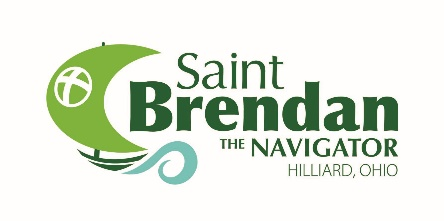 Saint
Brendan
THE NAVIGATOR
HILLIARD, OHIO